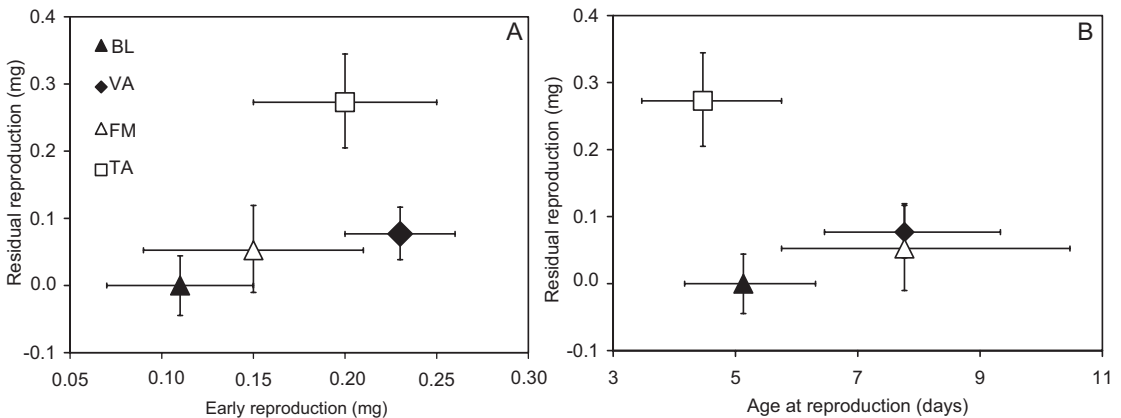 A
BL
VA
FM
TA
0.4
0.3
0.2
0.1
0.0
-0.1
Residual reproduction (mg)
0.05 0.10 0.15 0.20 0.25 0.30
Early reproduction (mg)
B
0.4
0.3
0.2
0.1
0.0
-0.1
Residual reproduction (mg)
3 5 7 9 11
Age at reproduction (days)